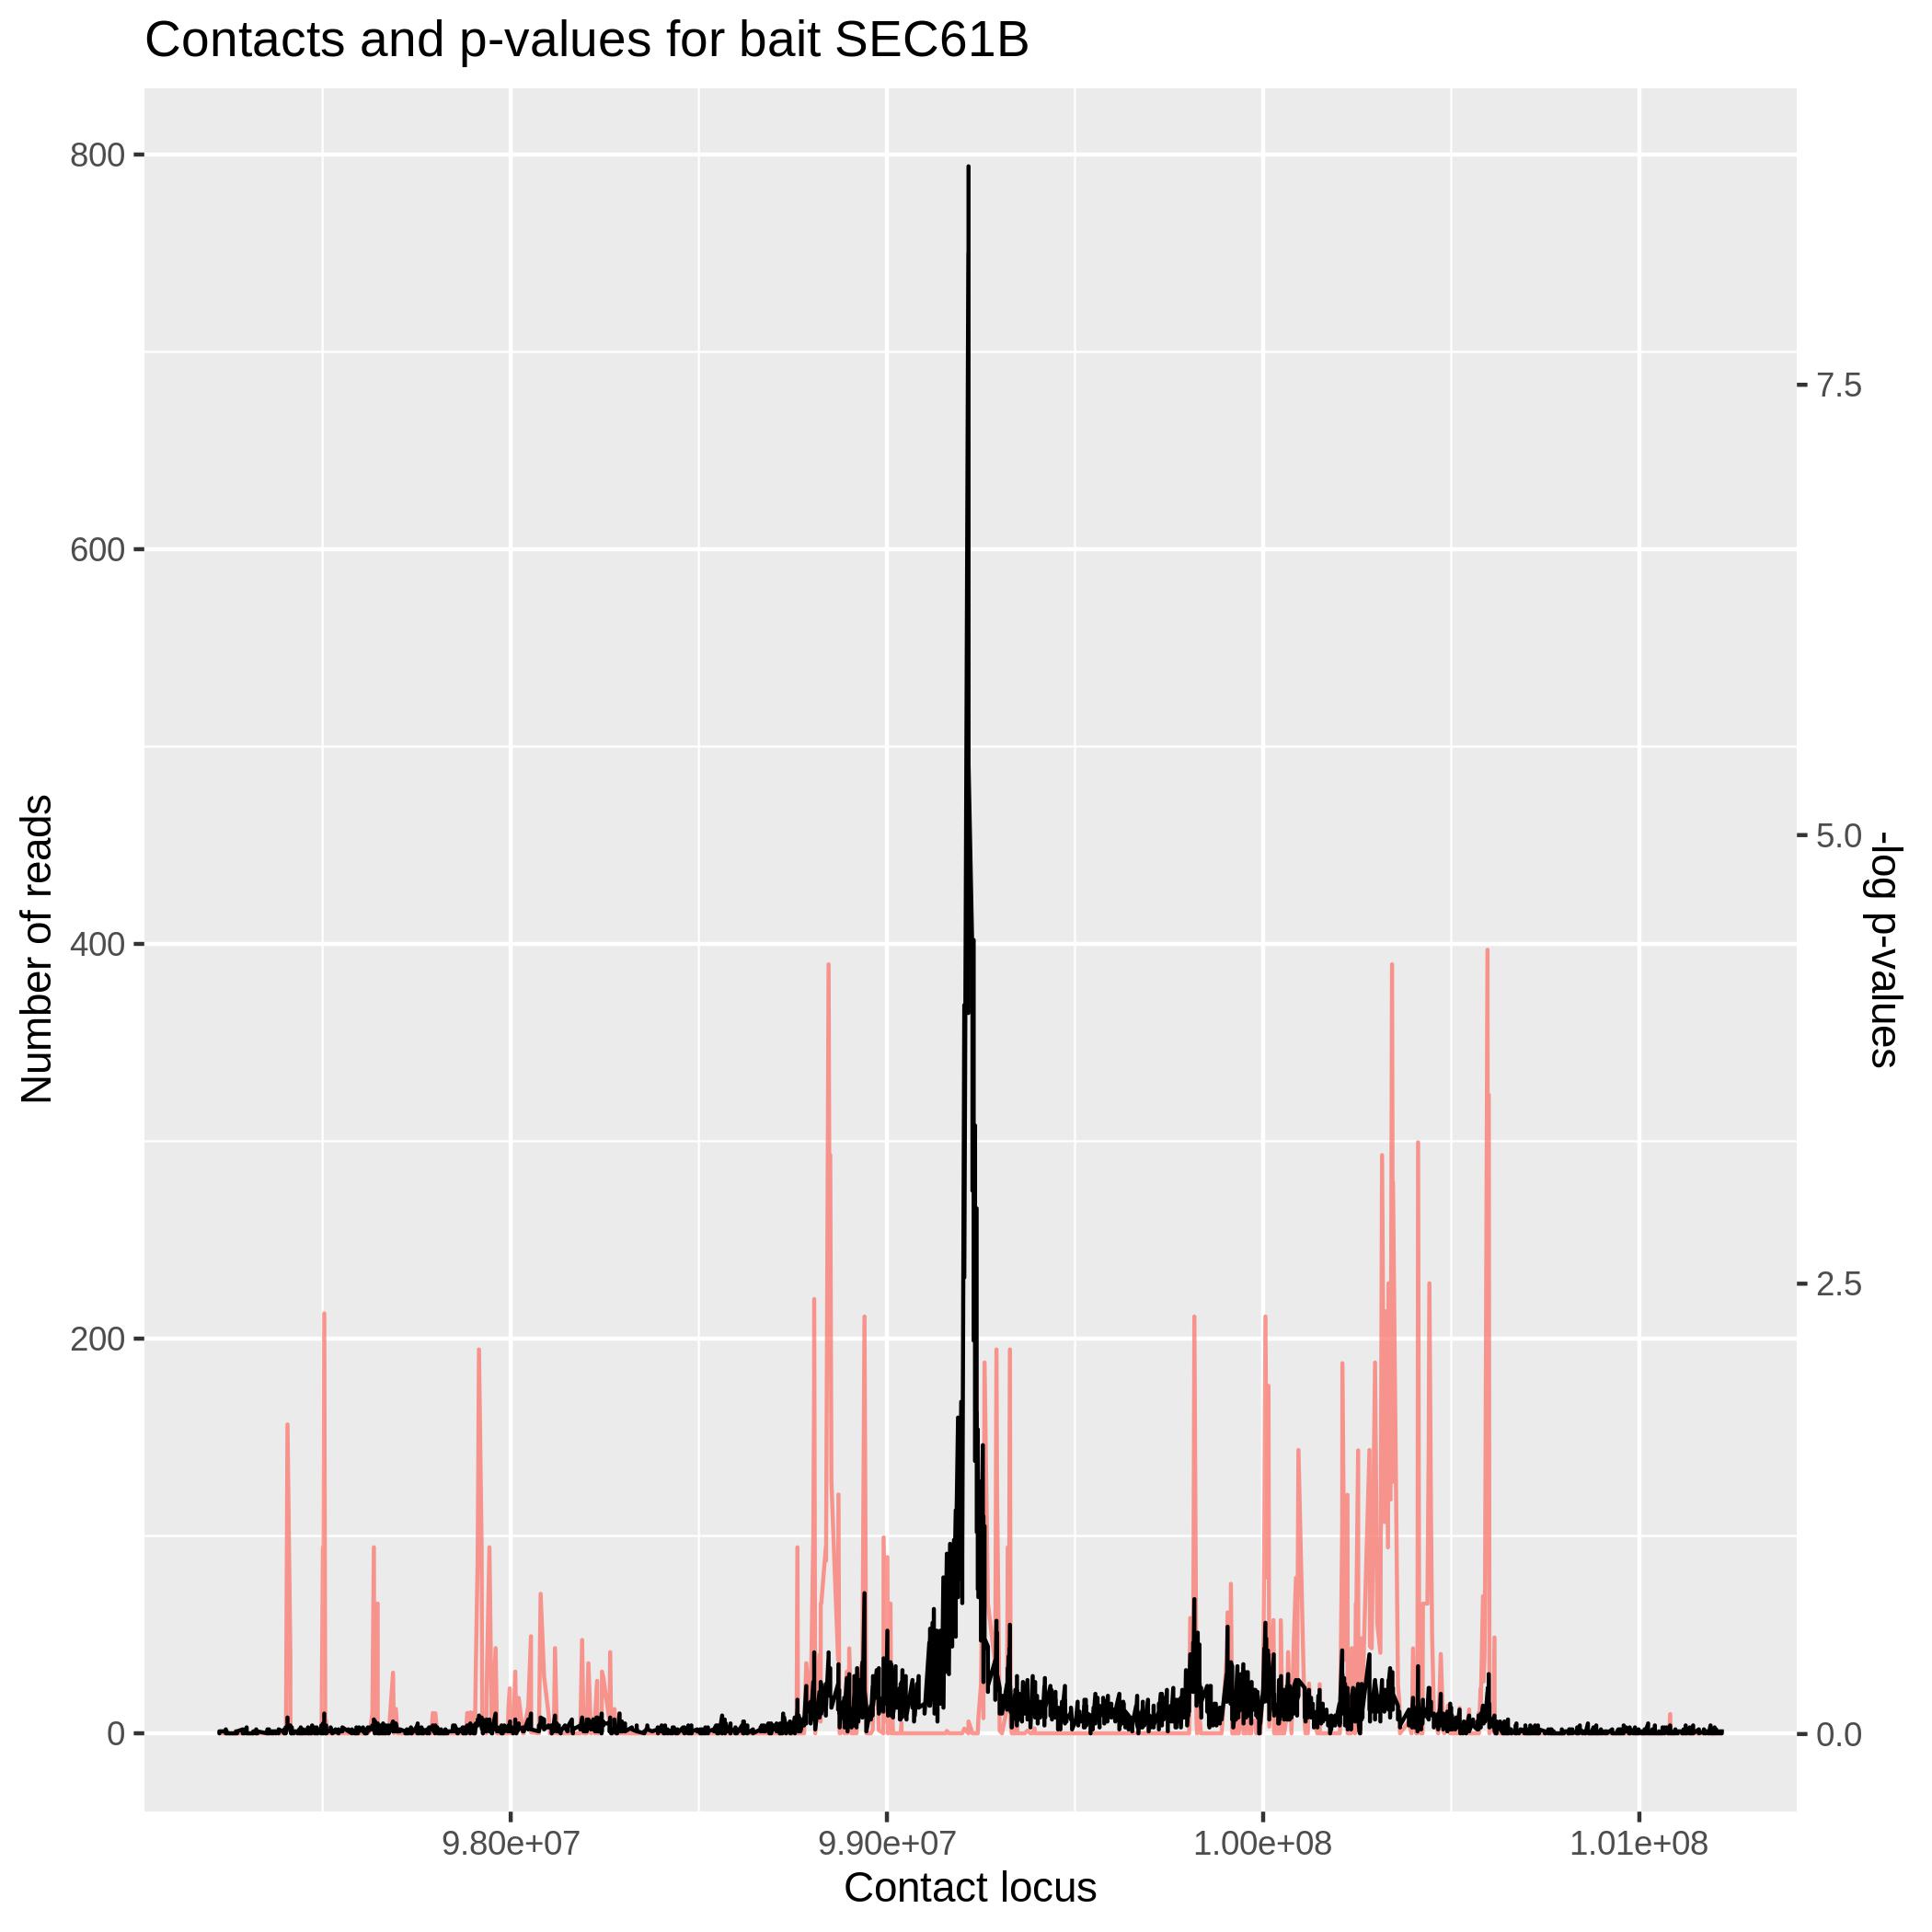 Contacts and p-values for bait SEC61B
800
600
400
200
0
Number of reads
7.5
5.0
2.5
0.0
-log p-values
9.80e+07
9.90e+07
1.00e+08
1.01e+08
Contact locus